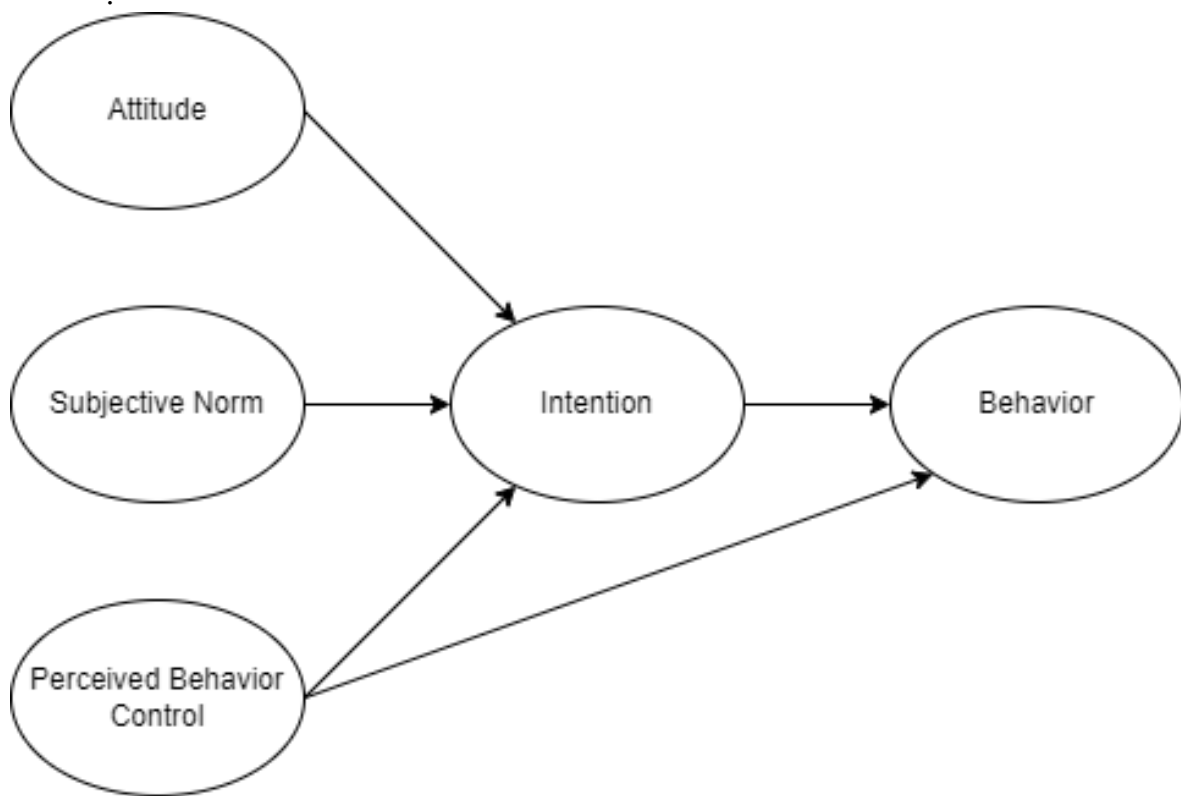 Attitude
Subjective Norm
Intention
Behavior
Perceived Behavior
Control